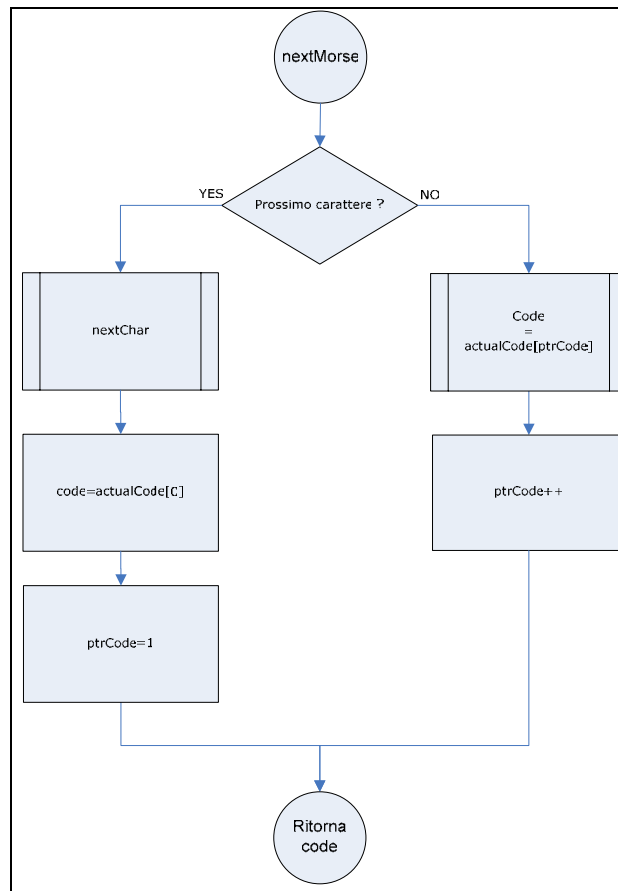 nextMorse
Prossimo carattere ?
YES
NO
nextChar
Code
=
actualCode[ptrCode]
code=actualCode[0]
ptrCode++
ptrCode=1
Ritorna
code